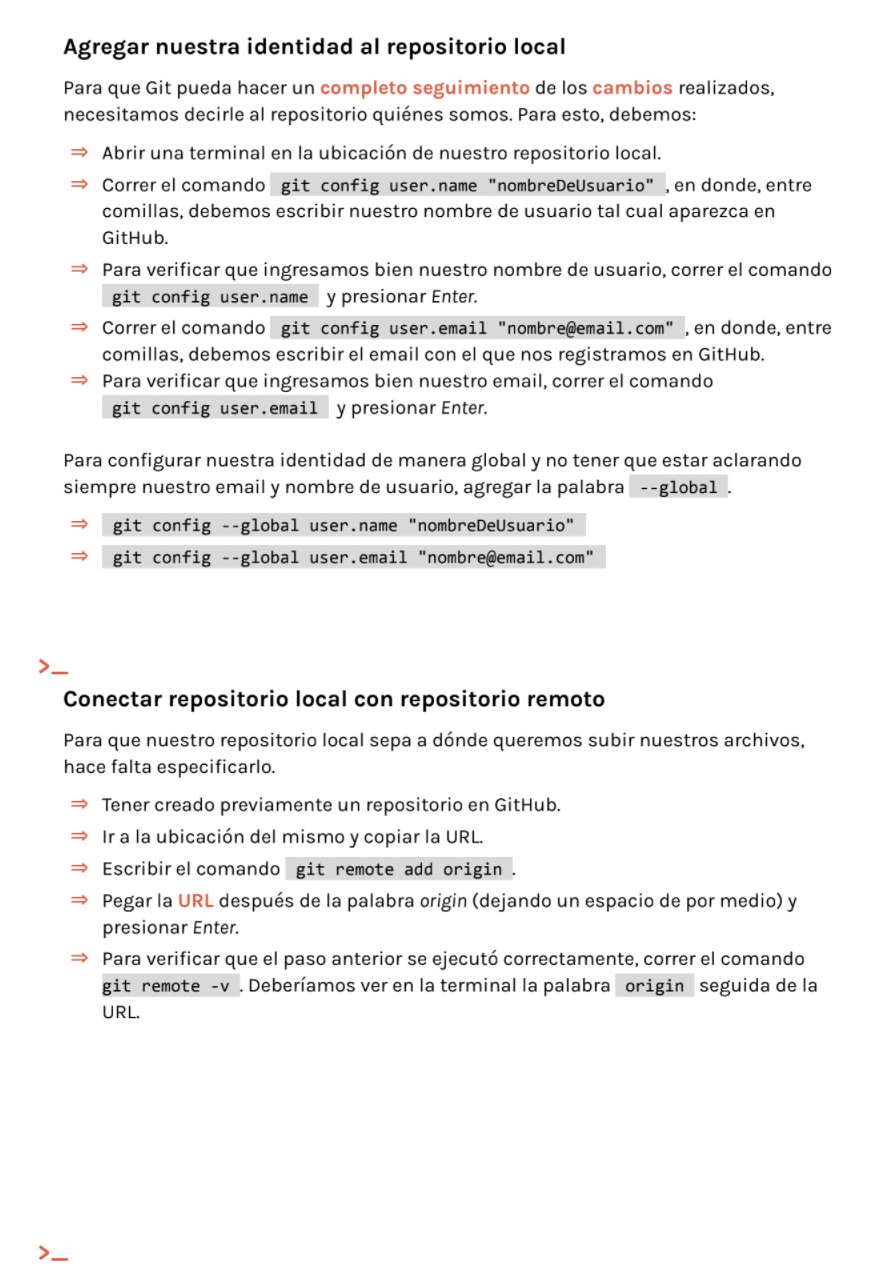 Agregar nuestra identidad al repositorio local
Para que Git pueda hacer un completo seguimiento de los cambios realizados,
necesitamos decirle al repositorio quiénes somos. Para esto, debemos:
⇒ Abrir una terminal en la ubicación de nuestro repositorio local.
⇒ Correr el comando git config user.name "nombreDeUsuario" , en donde, entre
comillas, debemos escribir nuestro nombre de usuario tal cual aparezca en
GitHub.
⇒ Para verificar que ingresamos bien nuestro nombre de usuario, correr el comando
git config user.name y presionar Enter.
⇒ Correr el comando git config user.email "nombre@email.com" , en donde, entre
comillas, debemos escribir el email con el que nos registramos en GitHub.
⇒ Para verificar que ingresamos bien nuestro email, correr el comando
git config user.email y presionar Enter.
Para configurar nuestra identidad de manera global y no tener que estar aclarando
siempre nuestro email y nombre de usuario, agregar la palabra --global .
⇒ git config --global user.name "nombreDeUsuario"
⇒ git config --global user.email "nombre@email.com"
>_
Conectar repositorio local con repositorio remoto
Para que nuestro repositorio local sepa a dónde queremos subir nuestros archivos,
hace falta especificarlo.
⇒ Tener creado previamente un repositorio en GitHub.
⇒ Ir a la ubicación del mismo y copiar la URL.
⇒ Escribir el comando git remote add origin .
⇒ Pegar la URL después de la palabra origin (dejando un espacio de por medio) y
presionar Enter.
⇒ Para verificar que el paso anterior se ejecutó correctamente, correr el comando
git remote -v . Deberíamos ver en la terminal la palabra origin seguida de la
URL.
>_